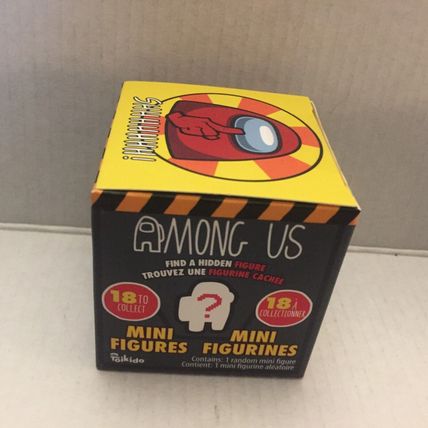 Shhhhhhh!
AMONG US
FIND A HIDDEN FIGURE
TROUVEZ UNE FIGURINE CACHÉE
18 TO
COLLECT
18 À
COLLECTIONNER
MINI
FIGURES
MINI
FIGURINES
Contains: 1 random mini figure
Contient: 1 mini figurine aléatoire
toikido
?